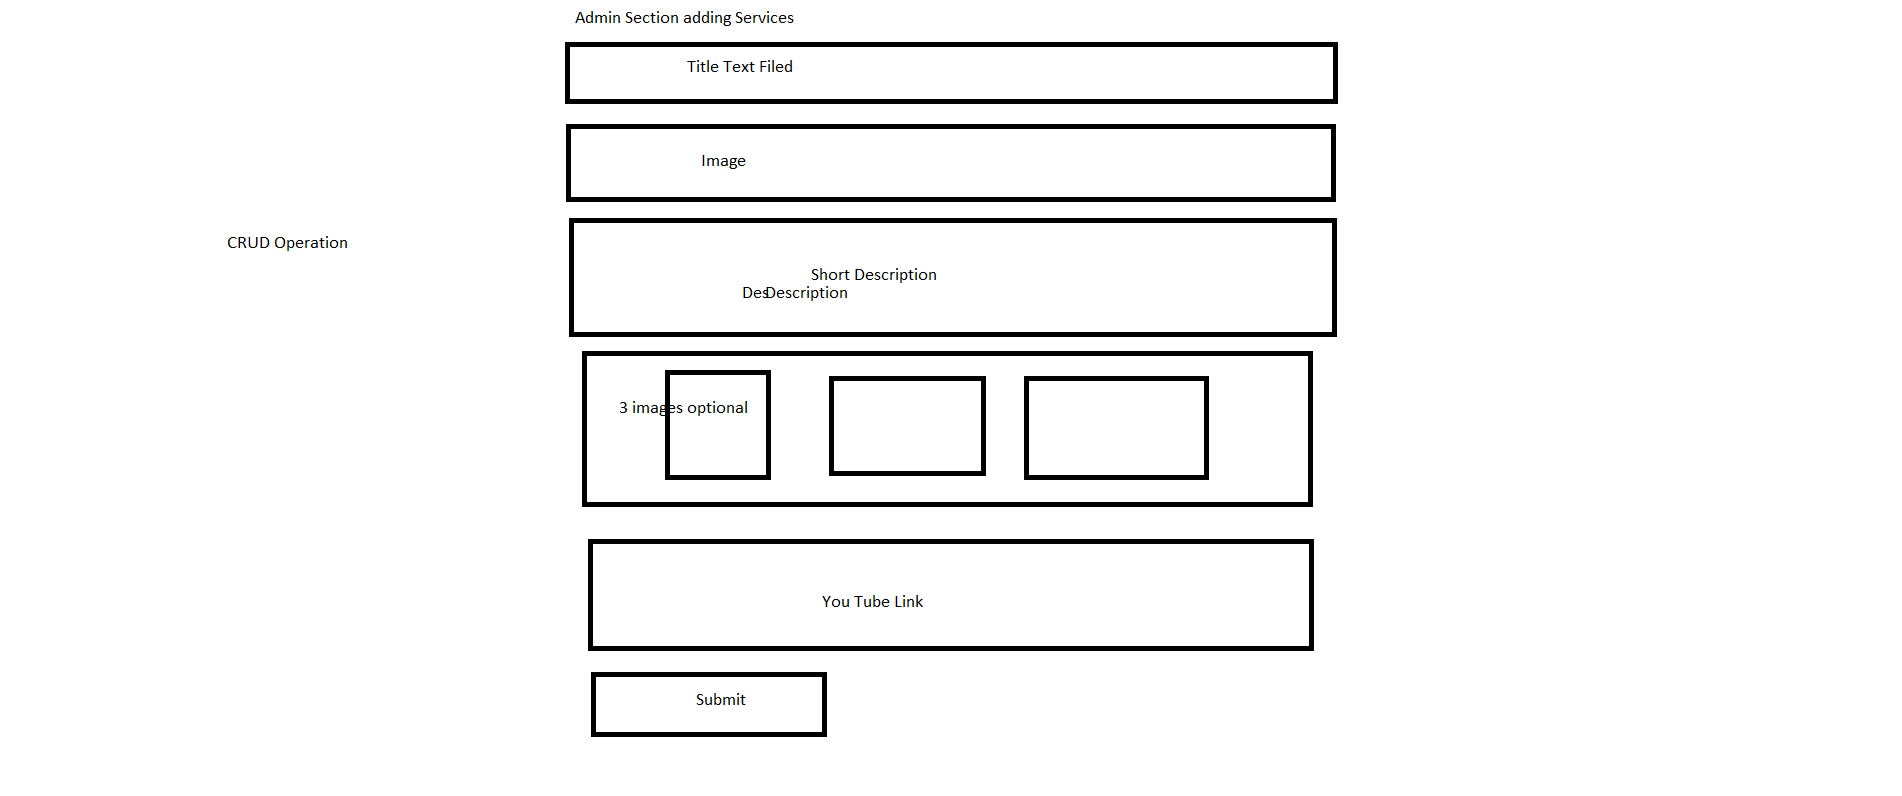 Admin Section adding Services
Title Text Filed
Image
CRUD Operation
Short Description
DesDescription
3 images optional
You Tube Link
Submit